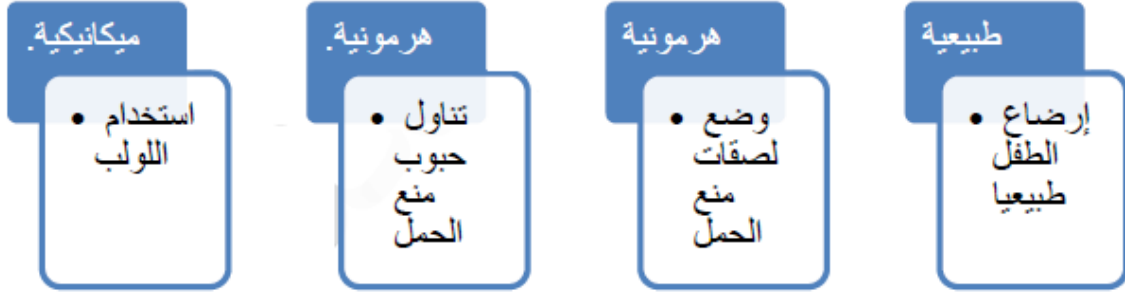 طبيعية
إرضاع
الطفل
طبيعيا
هرمونية
وضع
لصقات
منع
الحمل
هرمونية.
تناول
حبوب
منع
الحمل
ميكانيكية.
استخدام
اللولب